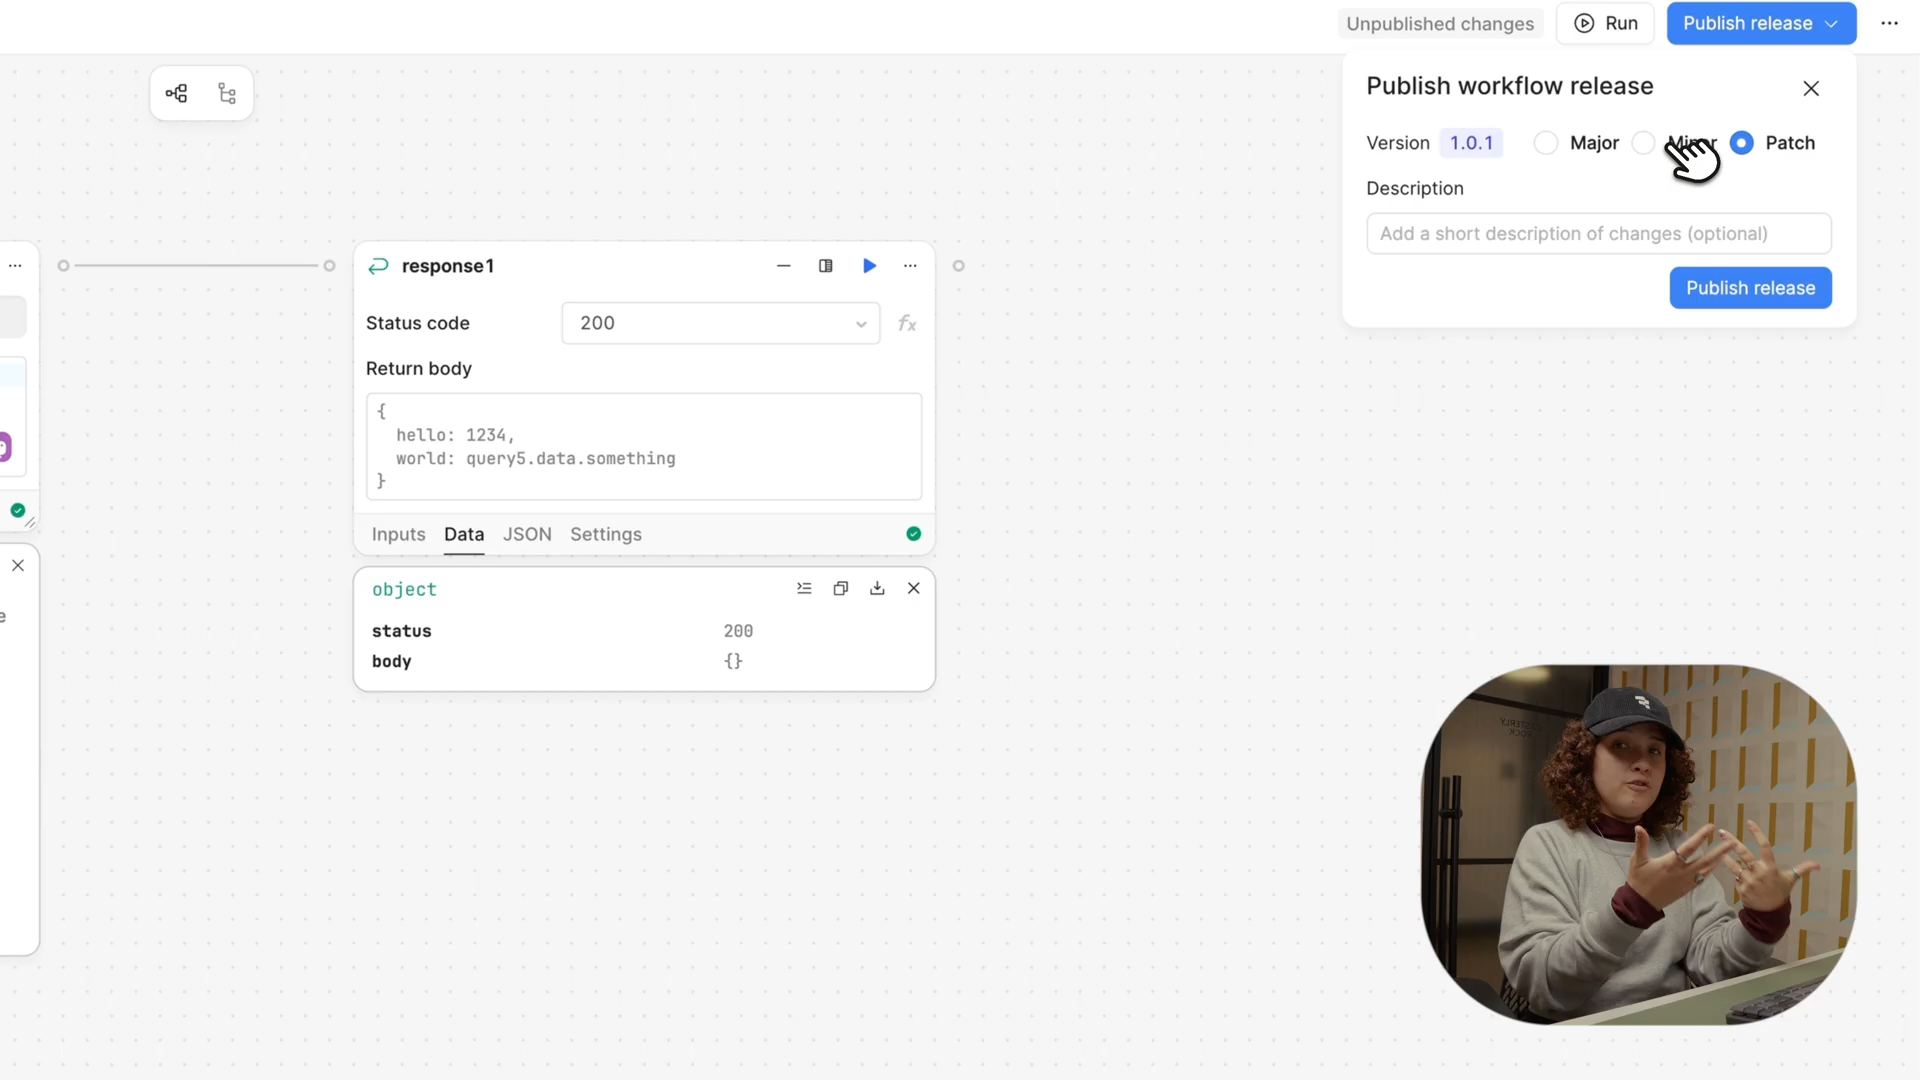 Unpublished changes
Run
Publish release
Publish workflow release
Version 1.0.1 Major Minor Patch
Description
Add a short description of changes (optional)
Publish release
response1
Status code
200
fx
Return body
{
hello: 1234,
world: query5.data.something
}
Inputs Data JSON Settings
object
status 200
body {}
e